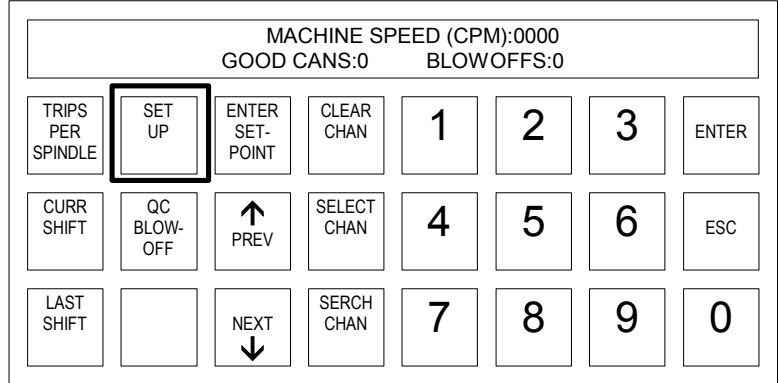 MACHINE SPEED (CPM):0000
GOOD CANS:0 BLOWOFFS:0
TRIPS
PER
SPINDLE
SET
UP
ENTER
SET-
POINT
CLEAR
CHAN
1
2
3
ENTER
CURR
SHIFT
QC
BLOW-
OFF
↑
PREV
SELECT
CHAN
4
5
6
ESC
LAST
SHIFT
NEXT
↓
SERCH
CHAN
7
8
9
0